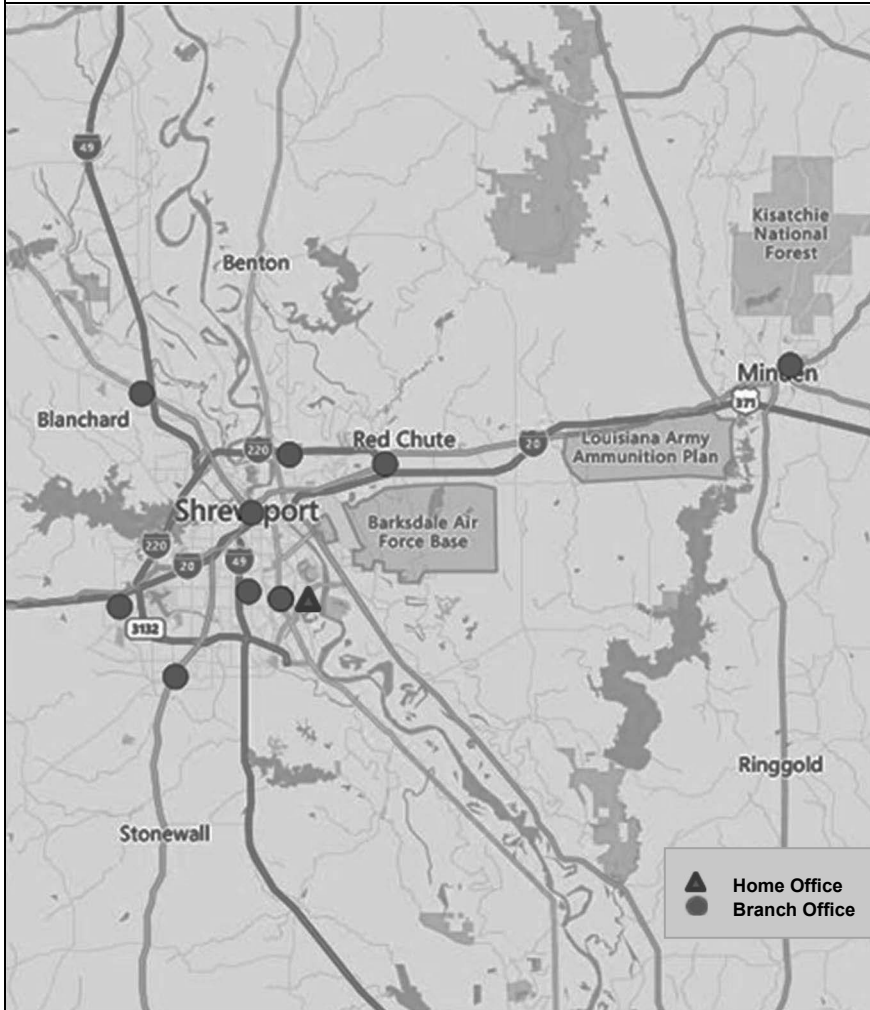 49
Kisatchie
National
Forest
Benton
Minden
371
Blanchard
Red Chute
220
20
Louisiana Army
Ammunition Plan
Shreveport
Barksdale Air
Force Base
220
20
49
3132
Ringgold
Stonewall
Home Office
Branch Office